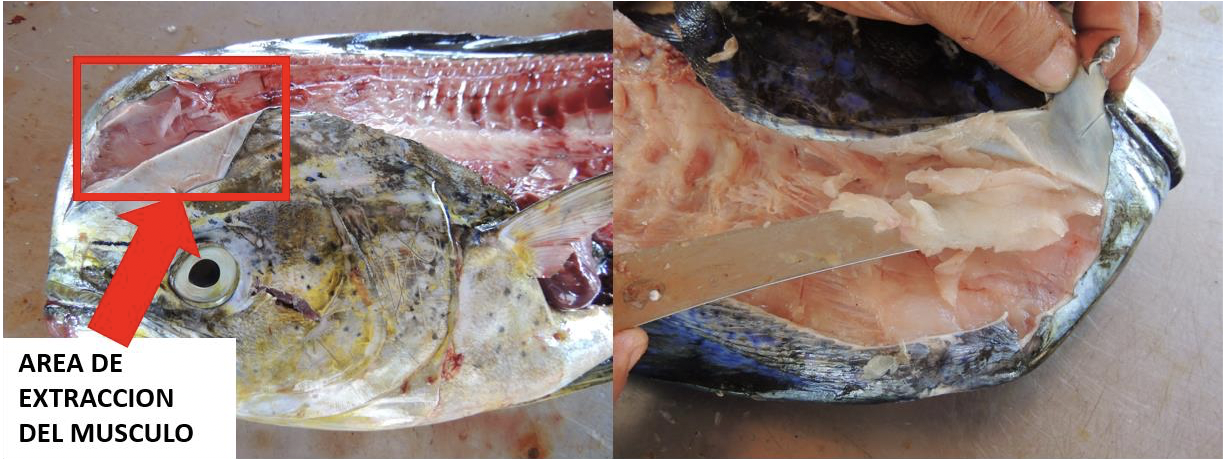 AREA DE
EXTRACCION
DEL MUSCULO